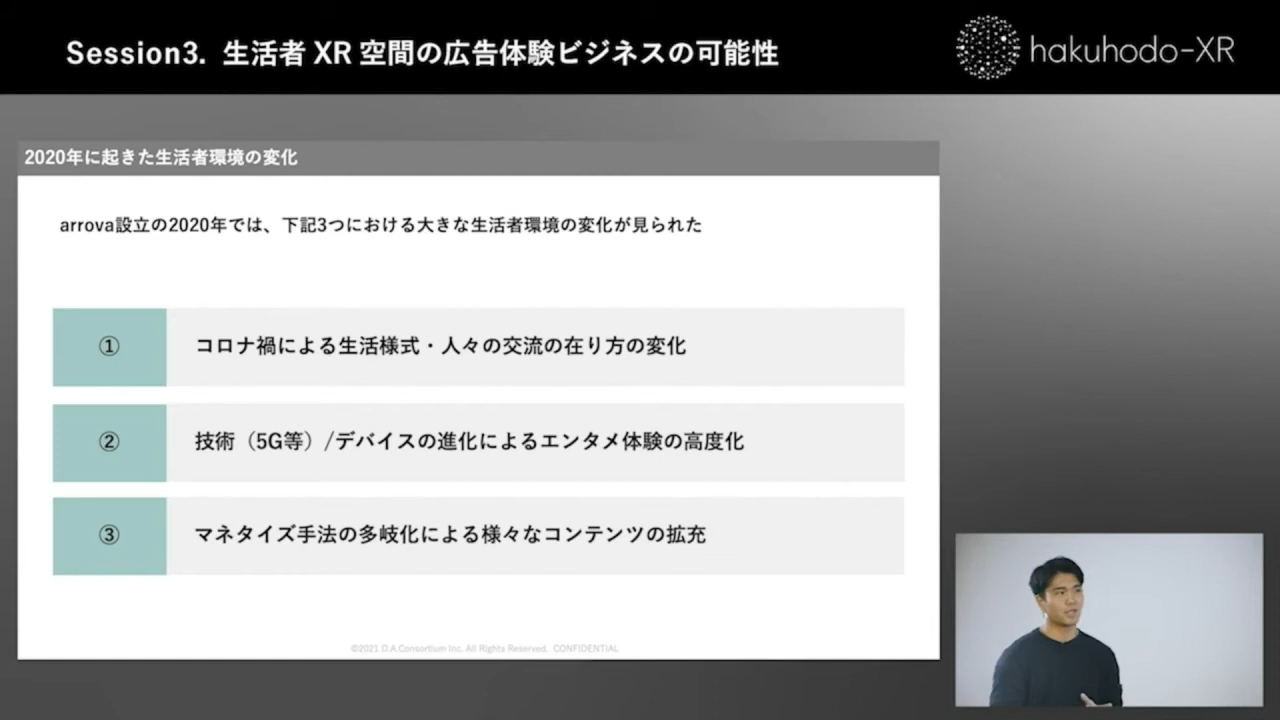 Session3. 生活者 XR 空間の広告体験ビジネスの可能性
hakuhodo-XR
2020年に起きた生活者環境の変化
arrova設立の2020年では、下記3つにおける大きな生活者環境の変化が見られた
① コロナ禍による生活様式・人々の交流の在り方の変化
② 技術（5G等）/デバイスの進化によるエンタメ体験の高度化
③ マネタイズ手法の多岐化による様々なコンテンツの拡充
©2021 D.A.Consortium Inc. All Rights Reserved. CONFIDENTIAL